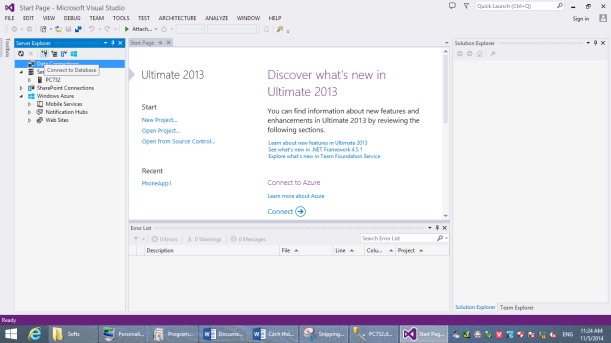 Start Page - Microsoft Visual Studio
Quick Launch (Ctrl+Q)
FILE EDIT VIEW DEBUG TEAM TOOLS TEST ARCHITECTURE ANALYZE WINDOW HELP
Sign in
Attach...
Toolbox
Server Explorer
Data Connections
Connect to Database
Se
PC732
SharePoint Connections
Windows Azure
Mobile Services
Notification Hubs
Web Sites
Start Page
Ultimate 2013
Start
New Project...
Open Project...
Open from Source Control...
Recent
PhoneApp1
Discover what's new in
Ultimate 2013
You can find information about new features and
enhancements in Ultimate 2013 by reviewing the
following sections.
Learn about new features in Ultimate 2013
See what's new in .NET Framework 4.5.1
Explore what's new in Team Foundation Service
Connect to Azure
Learn more about Azure
Connect
Error List
0 Errors 0 Warnings 0 Messages
Search Error List
Description File Line Colu... Project
Solution Explorer
Solution Explorer Team Explorer
Ready
Softs
Personali...
Program...
Docume...
Cách thô...
Snipping...
PC732.d...
Start Pag...
ENG
11:24 AM
11/5/2014